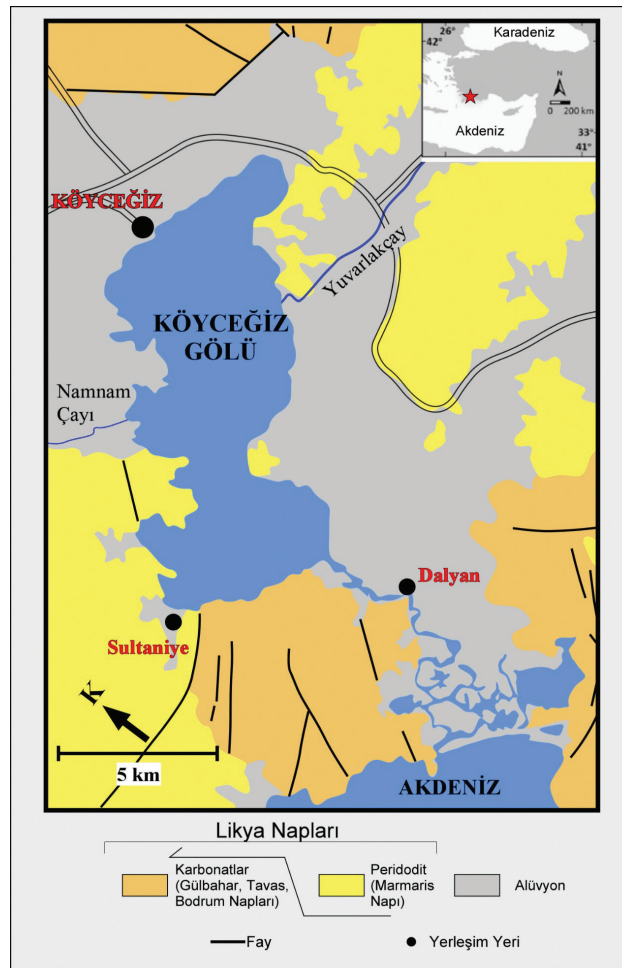 26°
42°
Karadeniz
N
0 200 km
Akdeniz
33°
41°
KÖYCEĞİZ
Yuvarlakçay
KÖYCEĞİZ
GÖLÜ
Namnam
Çayı
Dalyan
Sultaniye
K
5 km
AKDENİZ
Likya Napları
Karbonatlar
(Gülbahar, Tavas,
Bodrum Napları)
Peridodit
(Marmaris
Napı)
Alüvyon
Fay
Yerleşim Yeri